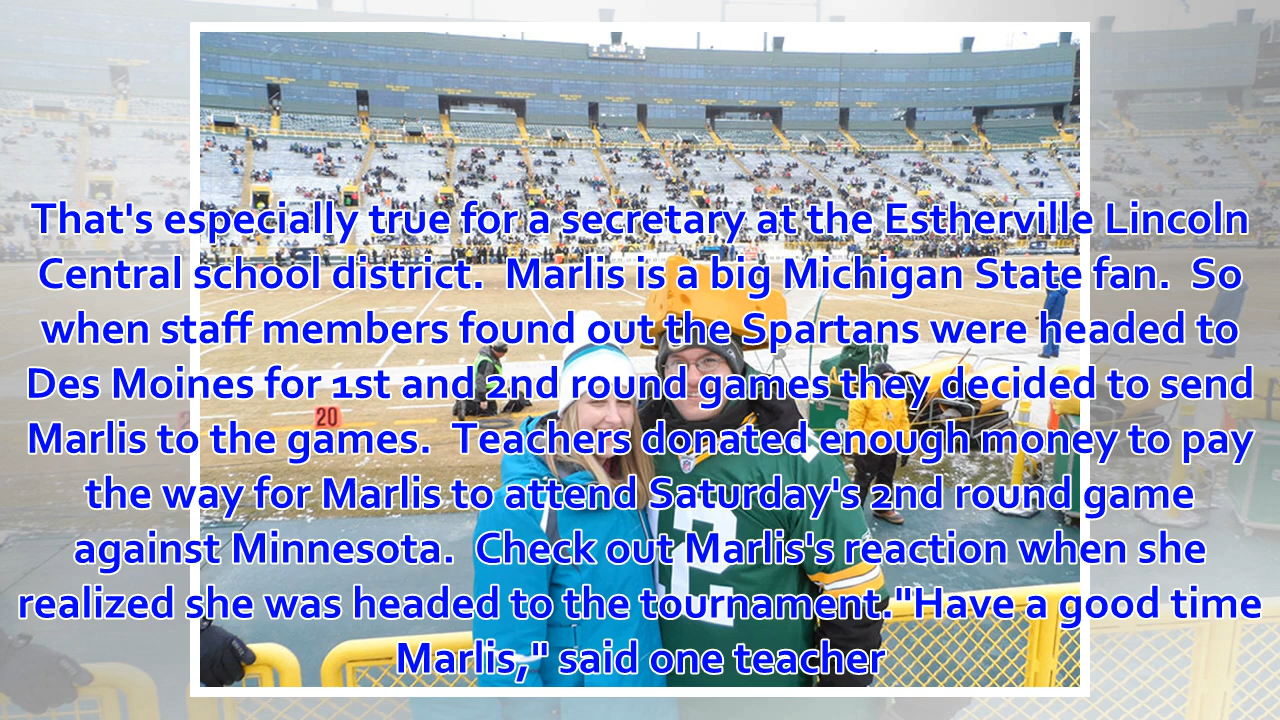 That's especially true for a secretary at the Estherville Lincoln
Central school district.  Marlis is a big Michigan State fan.  So
when staff members found out the Spartans were headed to
Des Moines for 1st and 2nd round games they decided to send
Marlis to the games.  Teachers donated enough money to pay
the way for Marlis to attend Saturday's 2nd round game
against Minnesota.  Check out Marlis's reaction when she
realized she was headed to the tournament."Have a good time
Marlis," said one teacher
20